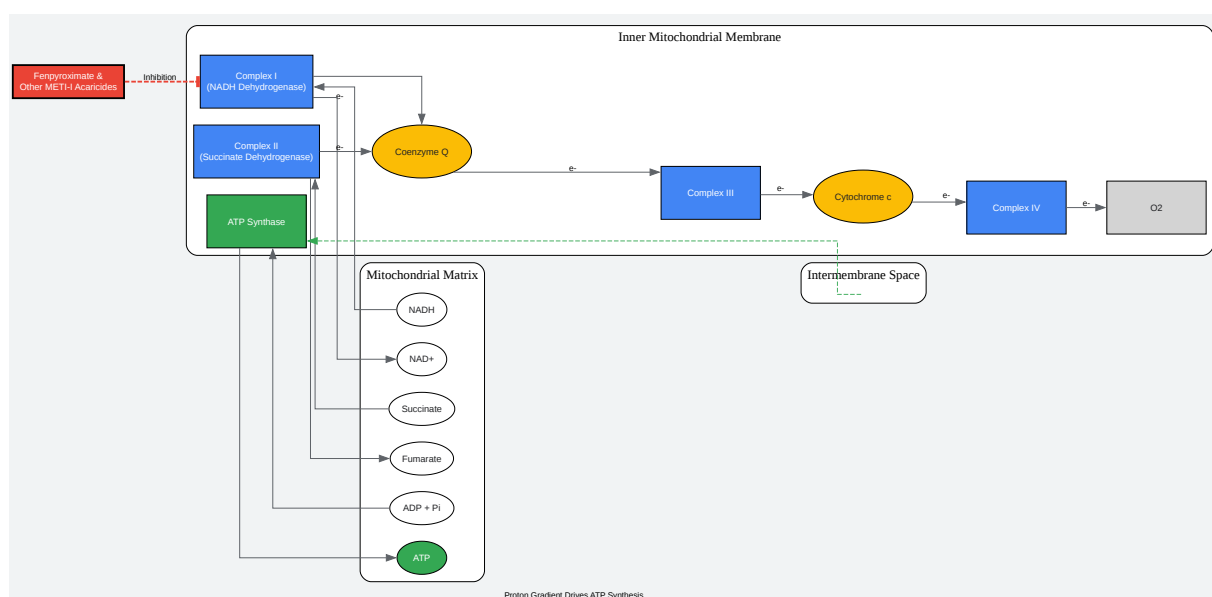 Inner Mitochondrial Membrane
Fenpyroximate &
Other METI-I Acaricides
Inhibition
Complex I
(NADH Dehydrogenase)
e-
Complex II
(Succinate Dehydrogenase)
e-
Coenzyme Q
e-
Complex III
e-
Cytochrome c
e-
Complex IV
e-
O2
ATP Synthase
Mitochondrial Matrix
Intermembrane Space
NADH
NAD+
Succinate
Fumarate
ADP + Pi
ATP
Proton Gradient Drives ATP Synthesis